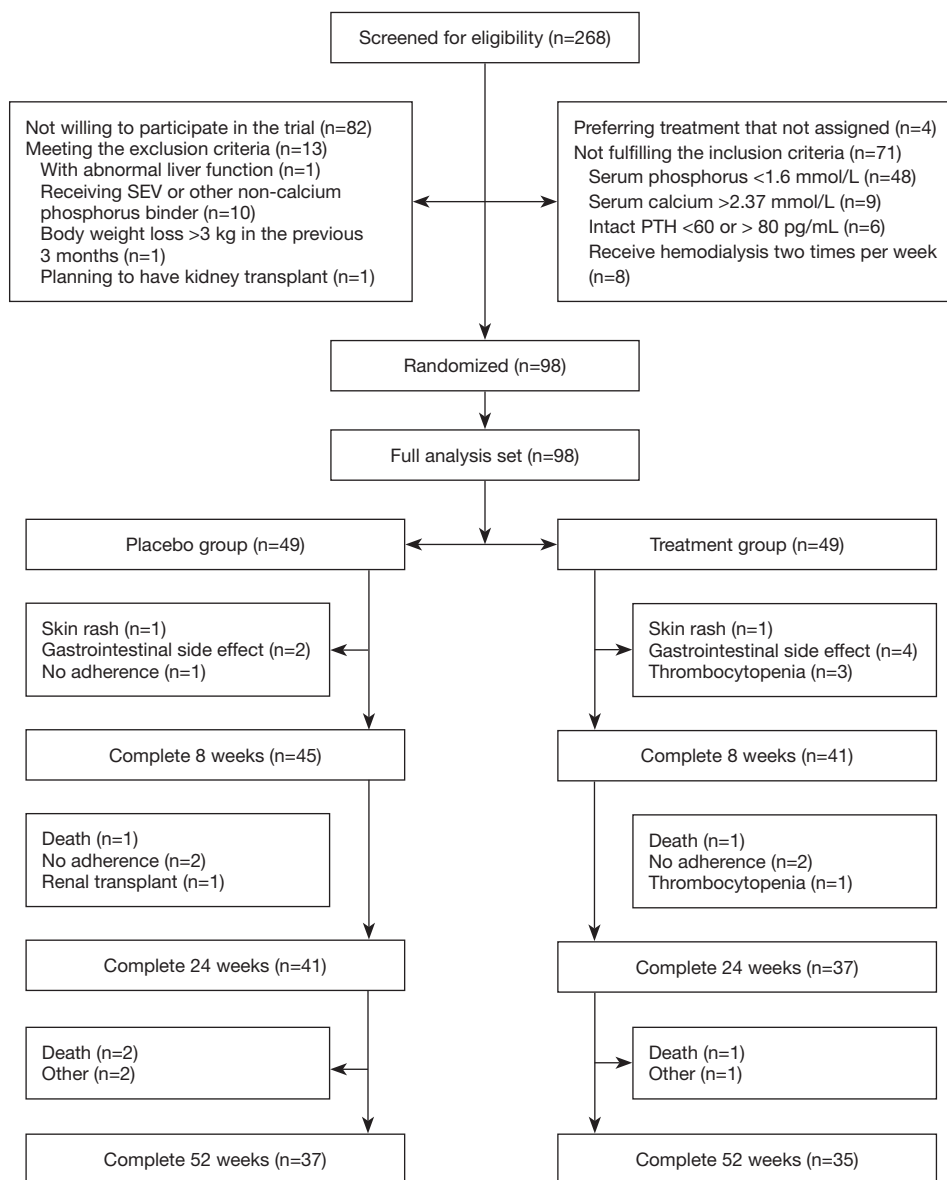 Screened for eligibility (n=268)
Not willing to participate in the trial (n=82)
Meeting the exclusion criteria (n=13)
With abnormal liver function (n=1)
Receiving SEV or other non-calcium
phosphorus binder (n=10)
Body weight loss >3 kg in the previous
3 months (n=1)
Planning to have kidney transplant (n=1)
Preferring treatment that not assigned (n=4)
Not fulfilling the inclusion criteria (n=71)
Serum phosphorus <1.6 mmol/L (n=48)
Serum calcium >2.37 mmol/L (n=9)
Intact PTH <60 or > 80 pg/mL (n=6)
Receive hemodialysis two times per week
(n=8)
Randomized (n=98)
Full analysis set (n=98)
Placebo group (n=49)
Treatment group (n=49)
Skin rash (n=1)
Gastrointestinal side effect (n=2)
No adherence (n=1)
Skin rash (n=1)
Gastrointestinal side effect (n=4)
Thrombocytopenia (n=3)
Complete 8 weeks (n=45)
Complete 8 weeks (n=41)
Death (n=1)
No adherence (n=2)
Renal transplant (n=1)
Death (n=1)
No adherence (n=2)
Thrombocytopenia (n=1)
Complete 24 weeks (n=41)
Complete 24 weeks (n=37)
Death (n=2)
Other (n=2)
Death (n=1)
Other (n=1)
Complete 52 weeks (n=37)
Complete 52 weeks (n=35)